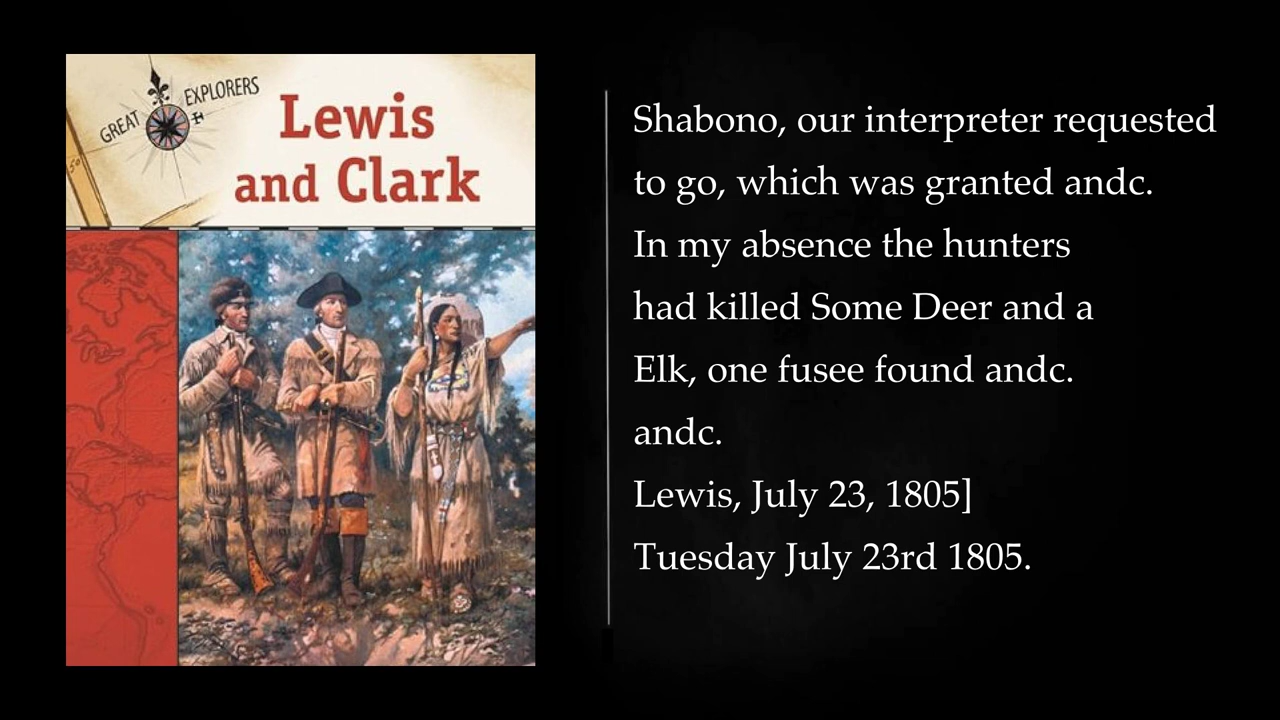 GREAT EXPLORERS
Lewis
and Clark
50
Shabono, our interpreter requested
to go, which was granted andc.
In my absence the hunters
had killed Some Deer and a
Elk, one fusee found andc.
andc.
Lewis, July 23, 1805]
Tuesday July 23rd 1805.